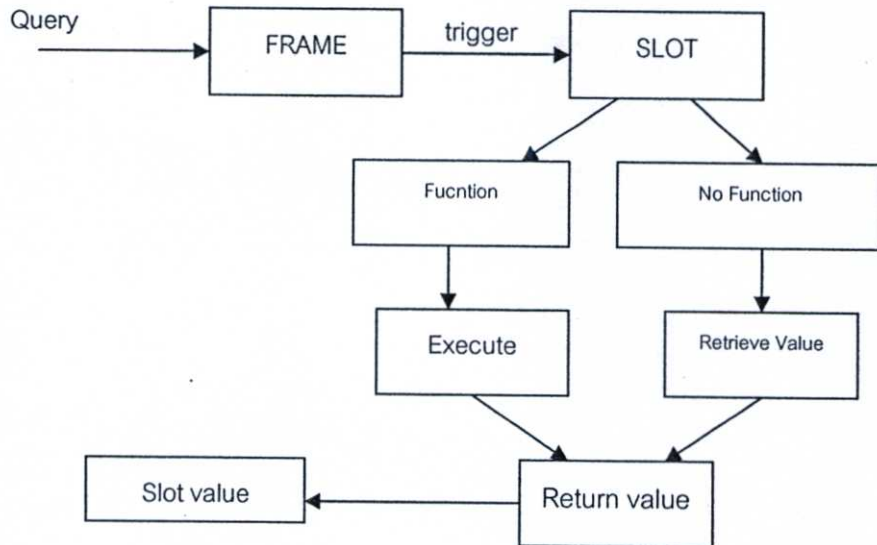 Query
FRAME
trigger
SLOT
Fucntion
No Function
Execute
Retrieve Value
Slot value
Return value